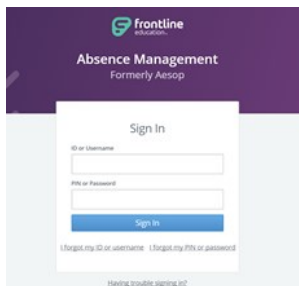 frontline
education.
Absence Management
Formerly Aesop
Sign In
ID or Username
PIN or Password
Sign In
I forgot my ID or username I forgot my PIN or password
Having trouble signing in?